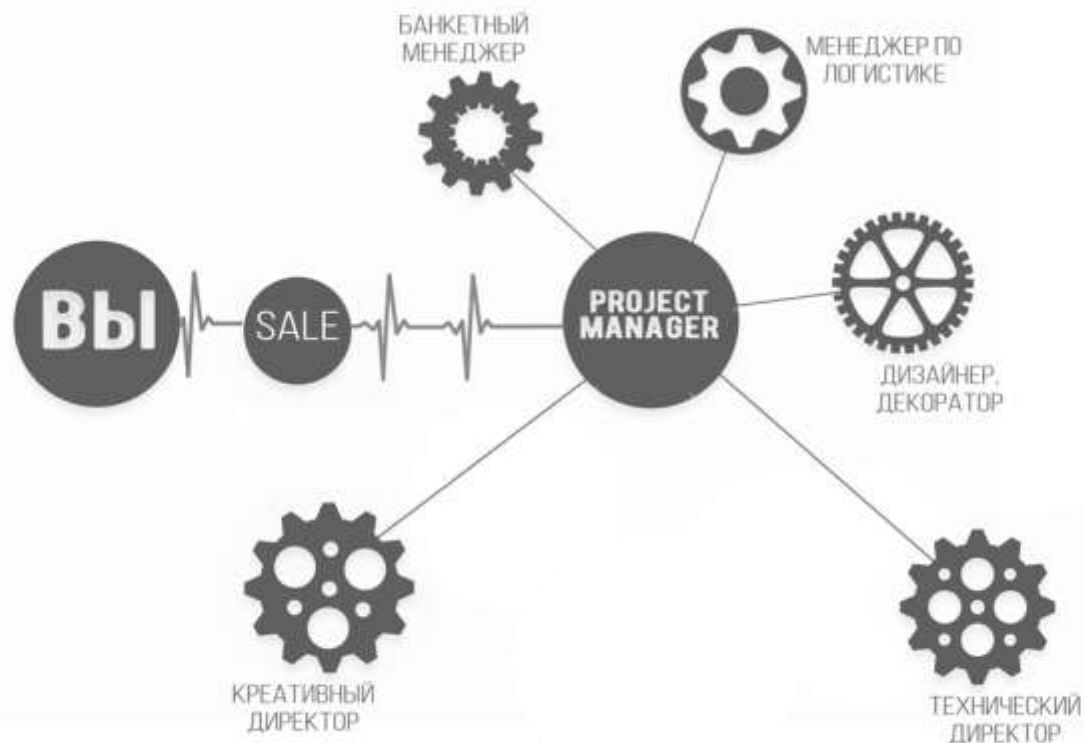 БАНКЕТНЫЙ
МЕНЕДЖЕР
МЕНЕДЖЕР ПО
ЛОГИСТИКЕ
ВЫ
SALE
PROJECT
MANAGER
ДИЗАЙНЕР,
ДЕКОРАТОР
КРЕАТИВНЫЙ
ДИРЕКТОР
ТЕХНИЧЕСКИЙ
ДИРЕКТОР